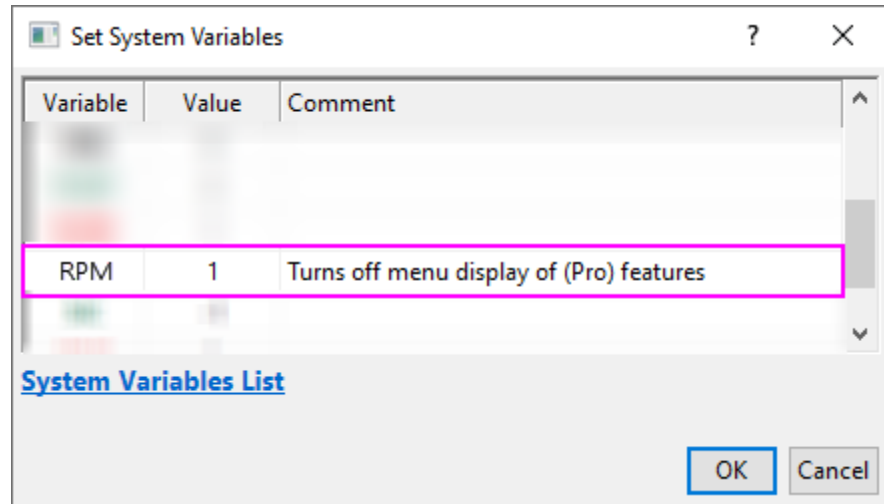 Set System Variables ? ×
Variable Value Comment
RPM 1 Turns off menu display of (Pro) features
System Variables List
OK Cancel